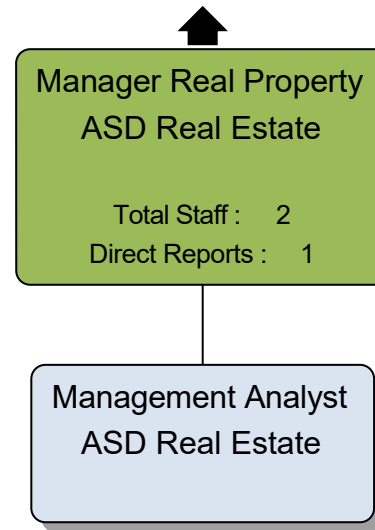 Manager Real Property
ASD Real Estate
Total Staff : 2
Direct Reports : 1
Management Analyst
ASD Real Estate